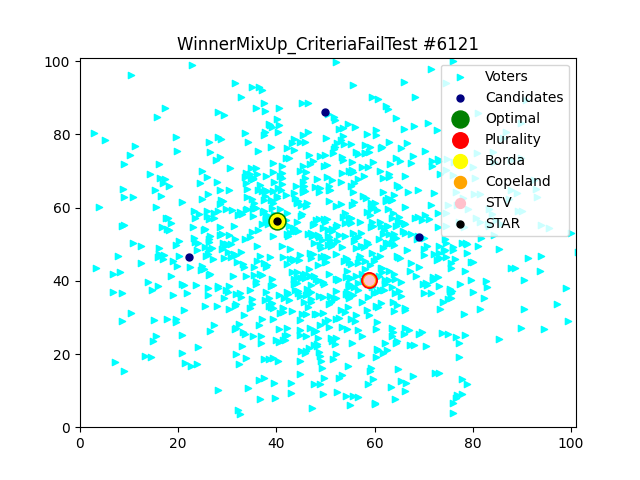 WinnerMixUp_CriteriaFailTest #6121
100
80
60
40
20
0
0 20 40 60 80 100
Voters
Candidates
Optimal
Plurality
Borda
Copeland
STV
STAR